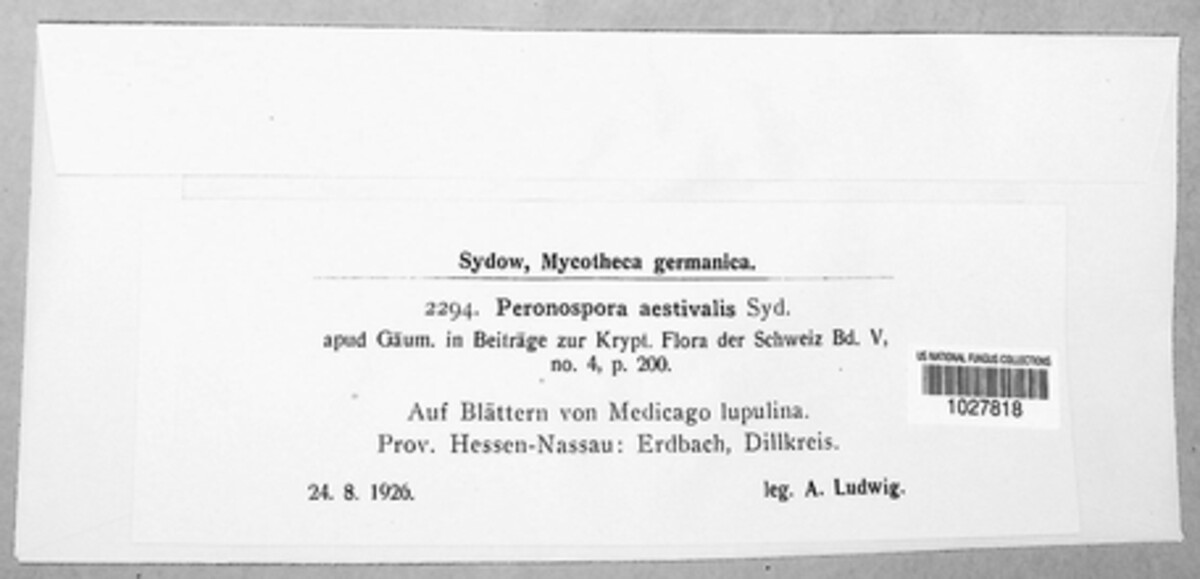 Sydow, Mycotheca germanica.
2294. Peronospora aestivalis Syd.
apud Gäum. in Beiträge zur Krypt. Flora der Schweiz Bd. V,
no. 4, p. 200.
US NATIONAL FUNGUS COLLECTIONS
1027818
Auf Blättern von Medicago lupulina.
Prov. Hessen-Nassau: Erdbach, Dillkreis.
24. 8. 1926. leg. A. Ludwig.